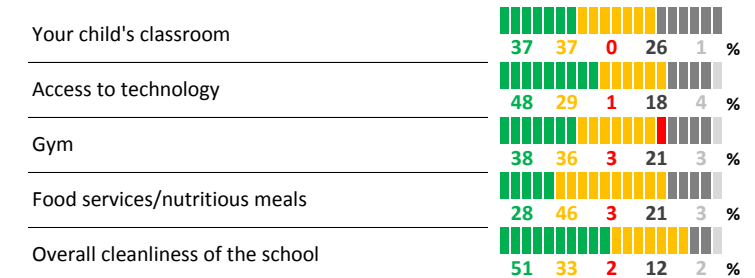 Your child's classroom
37 37 0 26 1 %
Access to technology
48 29 1 18 4 %
Gym
38 36 3 21 3 %
Food services/nutritious meals
28 46 3 21 3 %
Overall cleanliness of the school
51 33 2 12 2 %